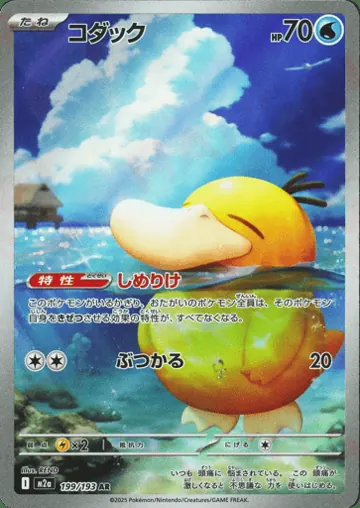 たね
コダック
HP70
特性 とくせい しめりけ
このポケモンがいるかぎり、おたがいのポケモン全員は、そのポケモン
自身をきぜつさせる効果の特性が、すべてなくなる。
ぶつかる 20
弱点 ×2 抵抗力 にげる
Illus. REND
I m2a 199/193 AR
いつも 頭痛に 悩まされている。 この
頭痛が 激しくなると 不思議な 力を 使いはじめる。
©2025 Pokémon/Nintendo/Creatures/GAME FREAK.